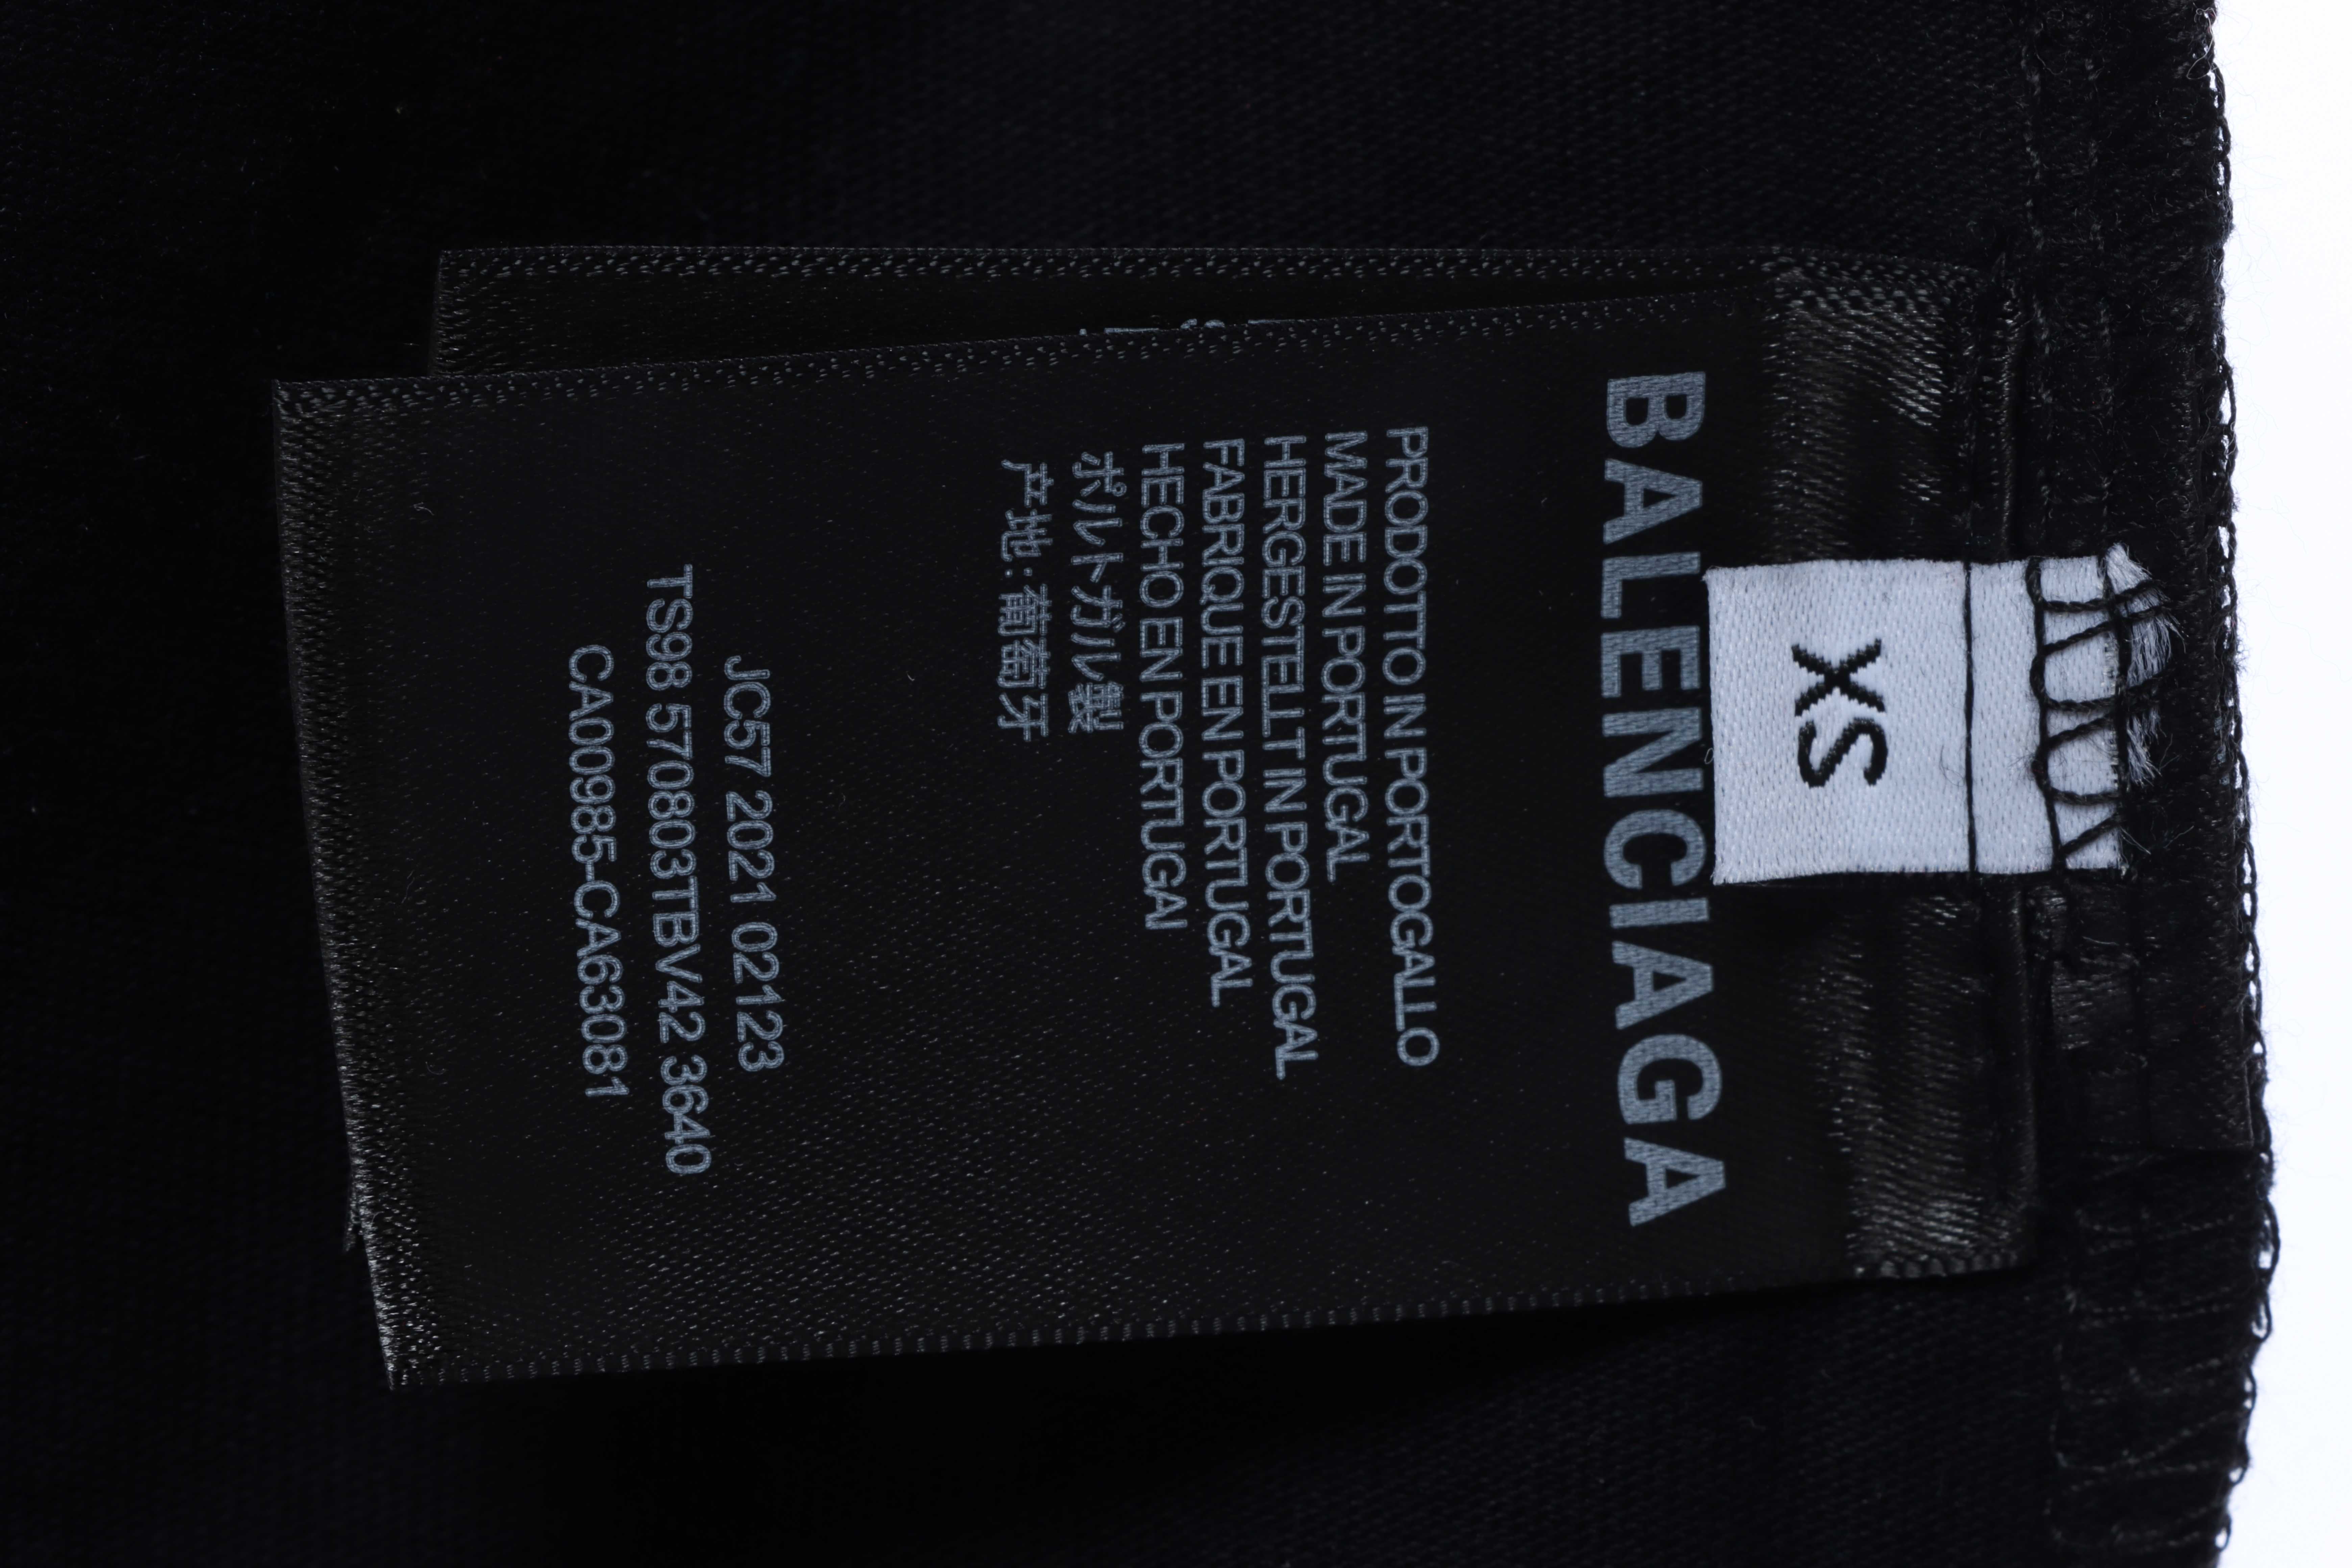 XS
BALENCIAGA
PRODOTTO IN PORTOGALLO
MADE IN PORTUGAL
HERGESTELLT IN PORTUGAL
FABRIQUE EN PORTUGAL
HECHO EN PORTUGAl
ポルトガル製
产地:葡萄牙
JC57 2021 02123
TS98 570803TBV42 3640
CA00985-CA63081